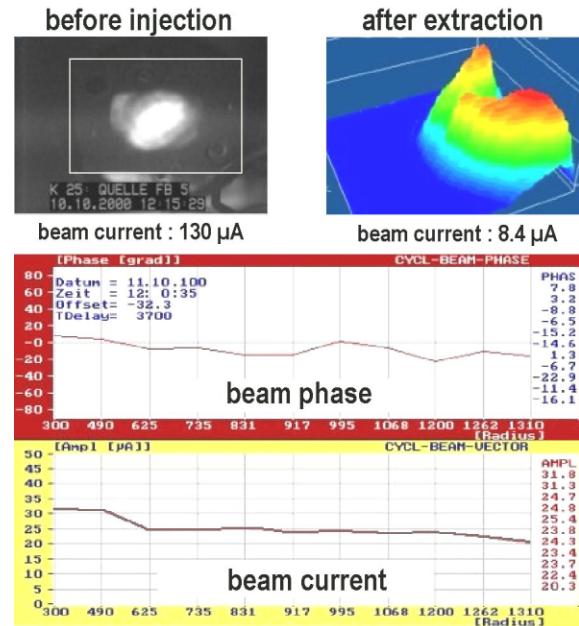 before injection
after extraction
K 25: QUELLE FB 5
10.10.2000 12:15:29
beam current : 130 µA
beam current : 8.4 µA
[Phase [grad]]
CYCL-BEAM-PHASE
80
60
40
20
-0
-20
-40
-60
-80
Datum = 11.10.100
Zeit = 12: 0:35
Offset= -32.3
TDelay= 3700
PHAS
7.8
3.2
-8.8
-6.5
-15.2
-14.6
1.3
-6.7
-22.9
-11.4
-16.1
beam phase
300 490 625 735 831 917 995 1068 1200 1262 1310
[Radius]
[Ampl [µA]]
CYCL-BEAM-VECTOR
50
45
40
35
30
25
20
15
10
5
0
AMPL
31.8
31.3
24.7
24.8
25.4
23.8
24.3
23.4
23.7
22.4
20.3
beam current
300 490 625 735 831 917 995 1068 1200 1262 1310
[Radius]